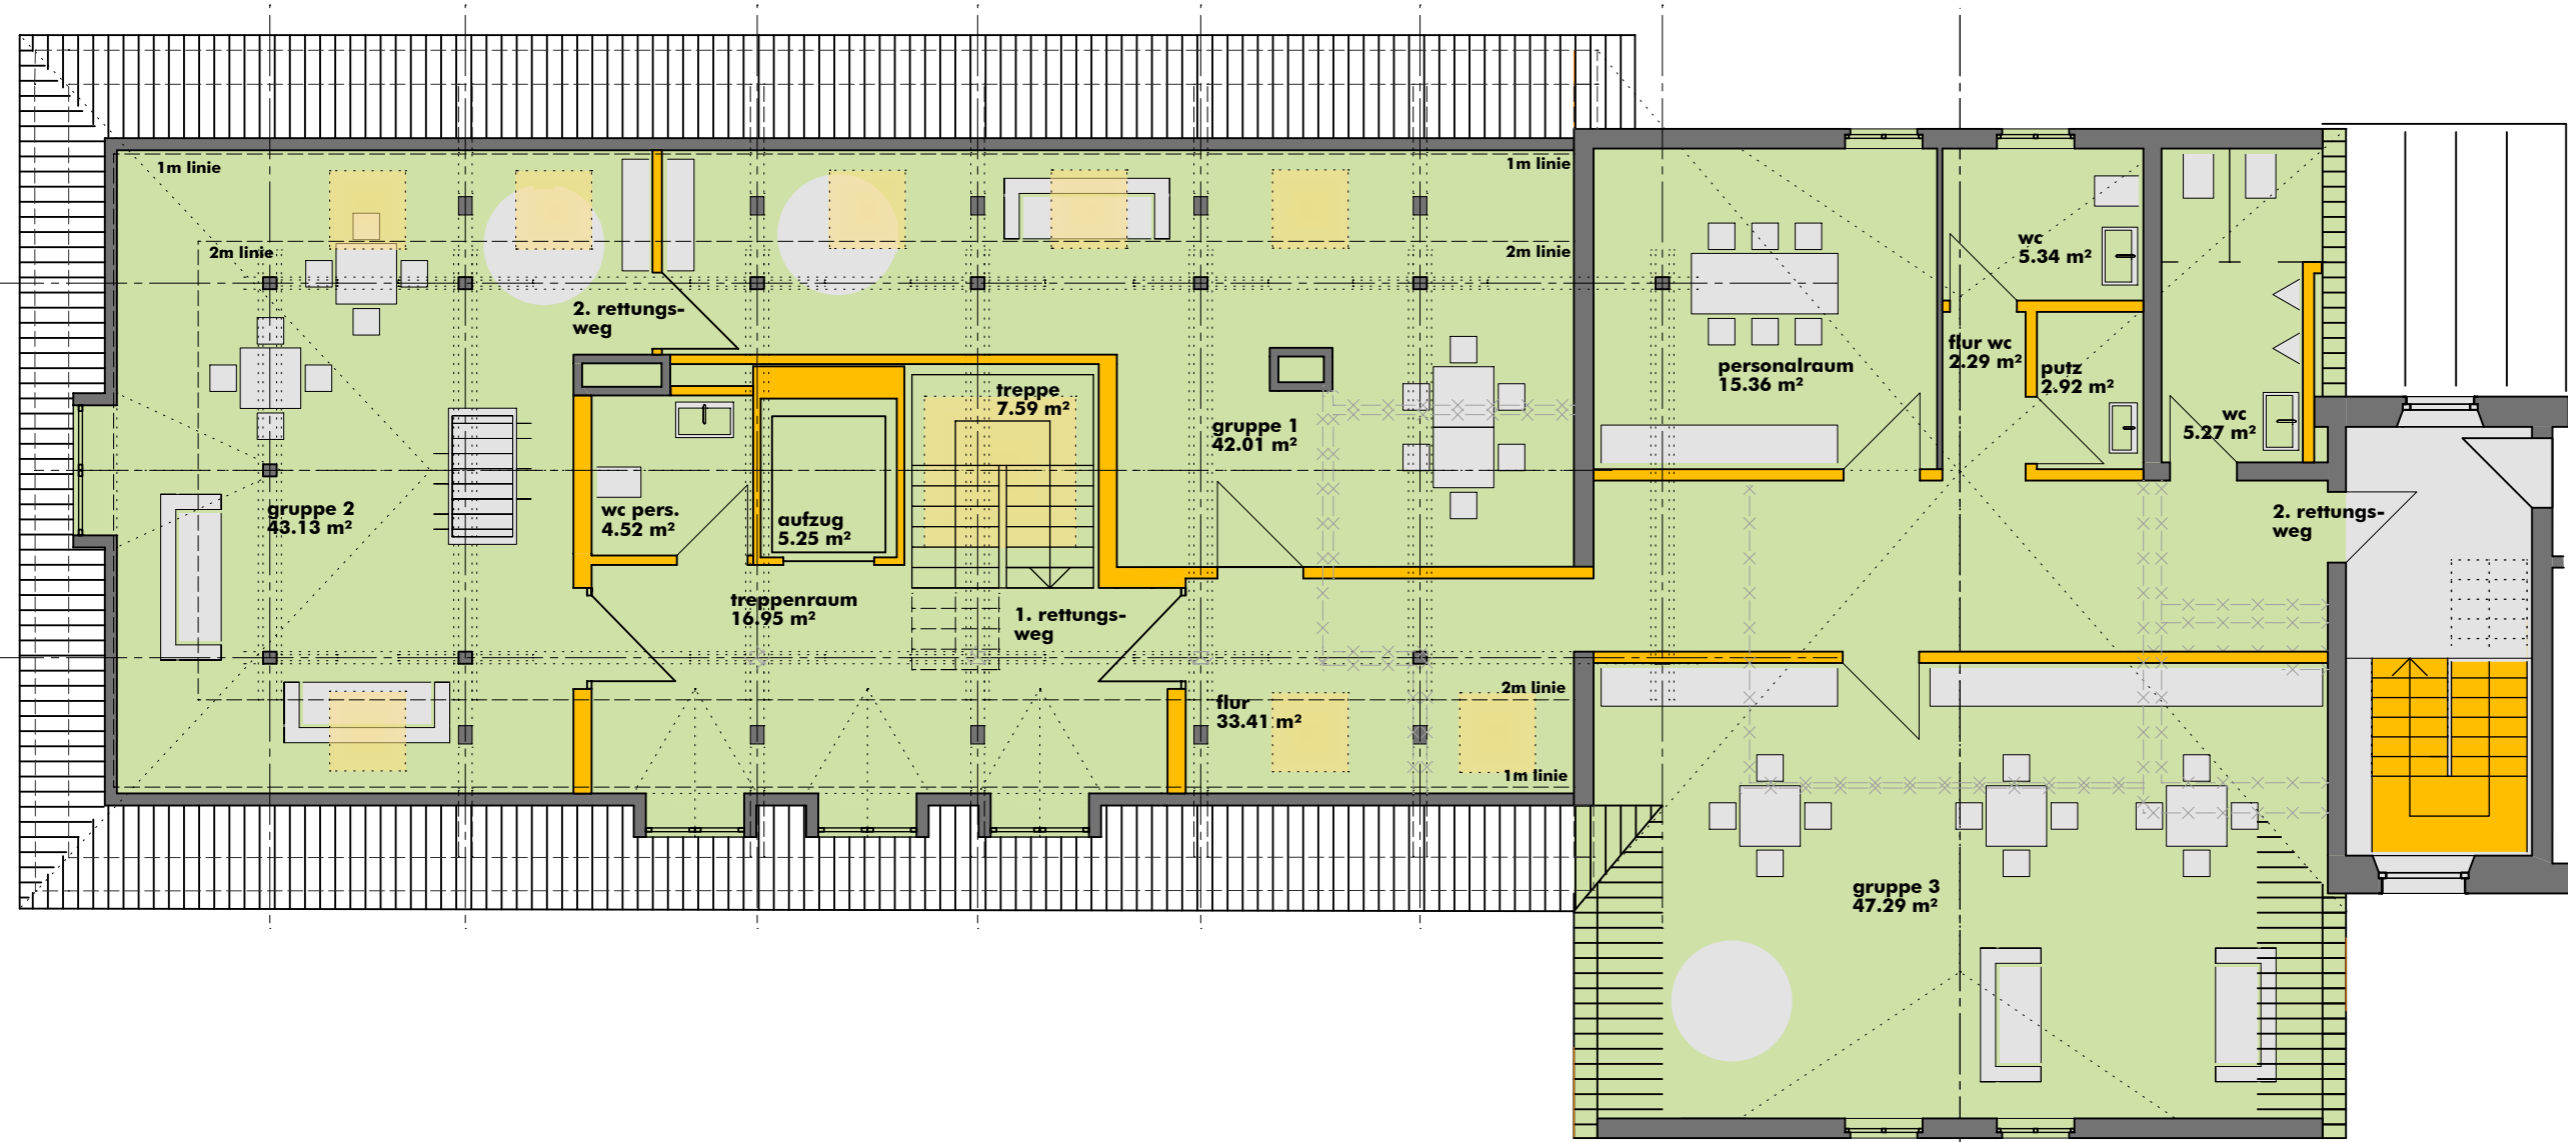 1m linie
1m linie
2m linie
2m linie
2. rettungs-
weg
wc
5.34 m²
flur wc
2.29 m²
putz
2.92 m²
personalraum
15.36 m²
treppe
7.59 m²
gruppe 1
42.01 m²
wc
5.27 m²
gruppe 2
43.13 m²
wc pers.
4.52 m²
aufzug
5.25 m²
2. rettungs-
weg
treppenraum
16.95 m²
1. rettungs-
weg
2m linie
flur
33.41 m²
1m linie
gruppe 3
47.29 m²